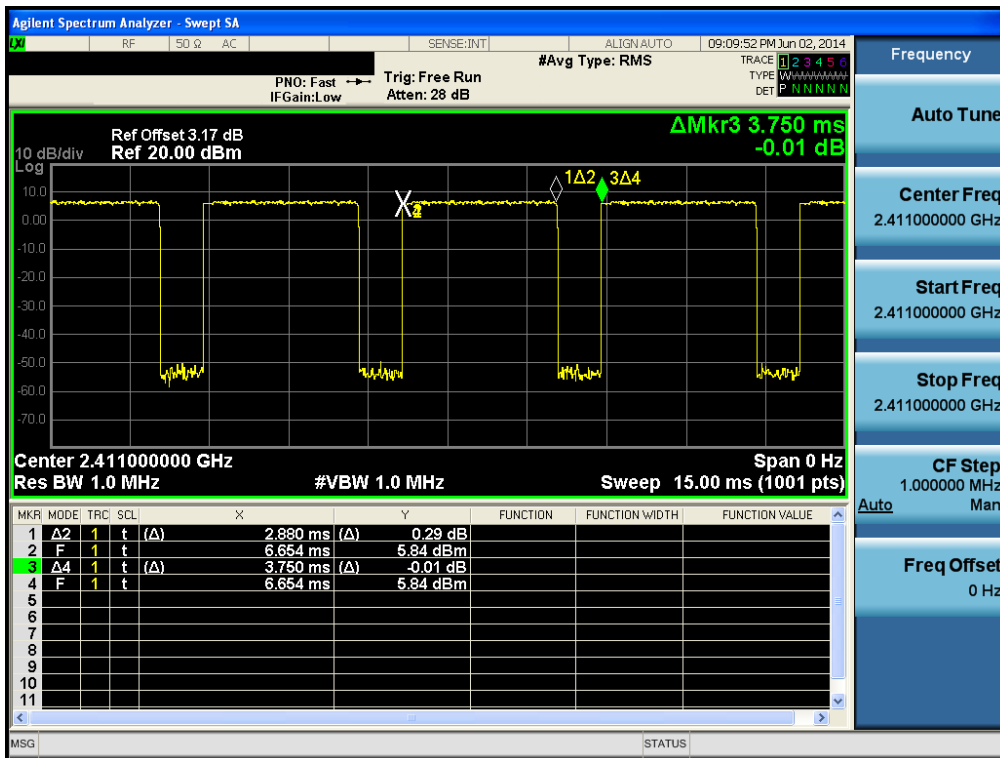 Agilent Spectrum Analyzer - Swept SA
LXI RF 50 Ω AC SENSE:INT ALIGN AUTO 09:09:52 PM Jun 02, 2014
#Avg Type: RMS TRACE 1 2 3 4 5 6
PNO: Fast Trig: Free Run TYPE W
IFGain:Low Atten: 28 dB DET P N N N N N
ΔMkr3 3.750 ms
-0.01 dB
Ref Offset 3.17 dB
10 dB/div Ref 20.00 dBm
Log
1Δ2 3Δ4
10.0
0.00
-10.0
-20.0
-30.0
-40.0
-50.0
-60.0
-70.0
Center 2.411000000 GHz Span 0 Hz
Res BW 1.0 MHz #VBW 1.0 MHz Sweep 15.00 ms (1001 pts)
MKR MODE TRC SCL X Y FUNCTION FUNCTION WIDTH FUNCTION VALUE
1 Δ2 1 t (Δ) 2.880 ms (Δ) 0.29 dB
2 F 1 t 6.654 ms 5.84 dBm
3 Δ4 1 t (Δ) 3.750 ms (Δ) -0.01 dB
4 F 1 t 6.654 ms 5.84 dBm
5
6
7
8
9
10
11
MSG STATUS
Frequency
Auto Tune
Center Freq
2.411000000 GHz
Start Freq
2.411000000 GHz
Stop Freq
2.411000000 GHz
CF Step
1.000000 MHz
Auto Man
Freq Offset
0 Hz